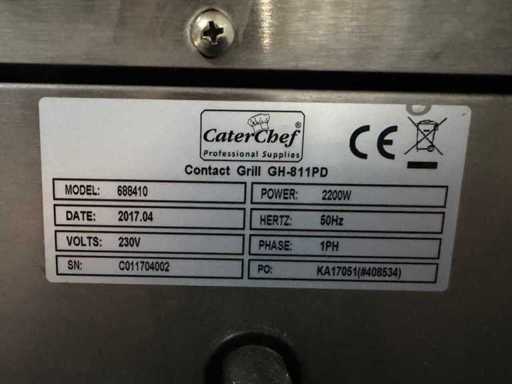 CaterChef®
Professional Supplies
CE
Contact Grill GH-811PD
MODEL: 688410 POWER: 2200W
DATE: 2017.04 HERTZ: 50Hz
VOLTS: 230V PHASE: 1PH
SN: C011704002 PO: KA17051(#408534)